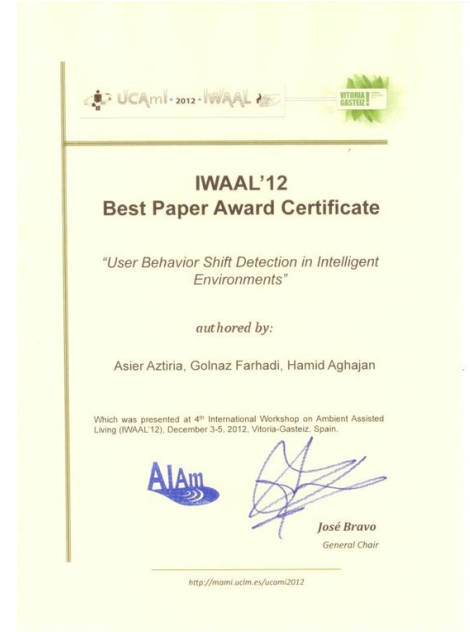 UCAmI · 2012 · IWAAL
VITORIA
GASTEIZ
IWAAL’12
Best Paper Award Certificate
“User Behavior Shift Detection in Intelligent
Environments”
authored by:
Asier Aztiria, Golnaz Farhadi, Hamid Aghajan
Which was presented at 4th International Workshop on Ambient Assisted
Living (IWAAL’12), December 3-5, 2012, Vitoria-Gasteiz, Spain.
AIAm
José Bravo
General Chair
http://mami.uclm.es/ucami2012